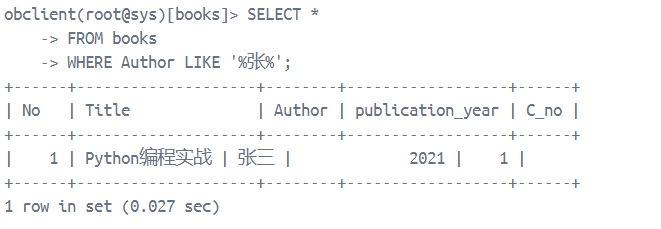 obclient(root@sys)[books]> SELECT *
    -> FROM books
    -> WHERE Author LIKE '%张%';
+------+-------------------+--------+------------------+------+
| No   | Title             | Author | publication_year | C_no |
+------+-------------------+--------+------------------+------+
|    1 | Python编程实战 | 张三 |             2021 |    1 |
+------+-------------------+--------+------------------+------+
1 row in set (0.027 sec)